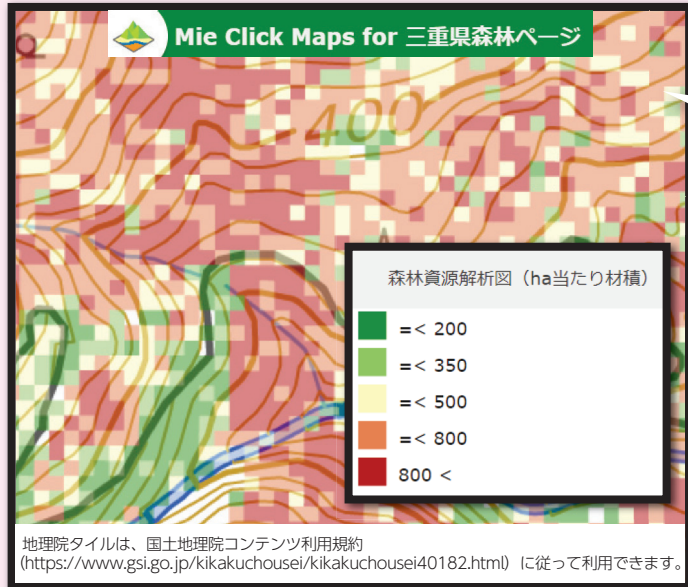 Mie Click Maps for 三重県森林ページ
400
森林資源解析図（ha当たり材積）
=< 200
=< 350
=< 500
=< 800
800 <
地理院タイルは、国土地理院コンテンツ利用規約
(https://www.gsi.go.jp/kikakuchousei/kikakuchousei40182.html）に従って利用できます。